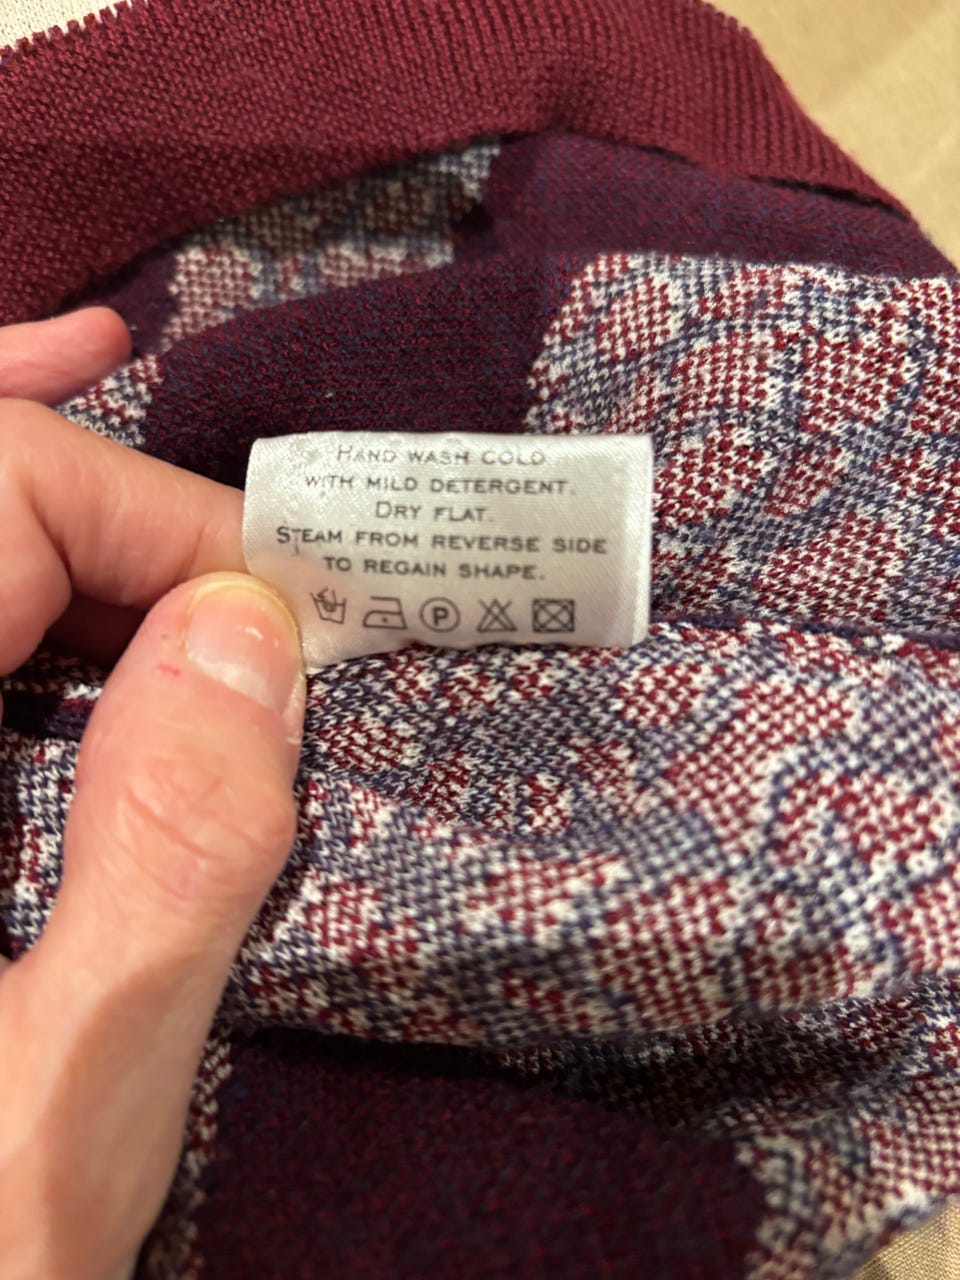 HAND WASH COLD
WITH MILD DETERGENT.
DRY FLAT.
STEAM FROM REVERSE SIDE
TO REGAIN SHAPE.
P